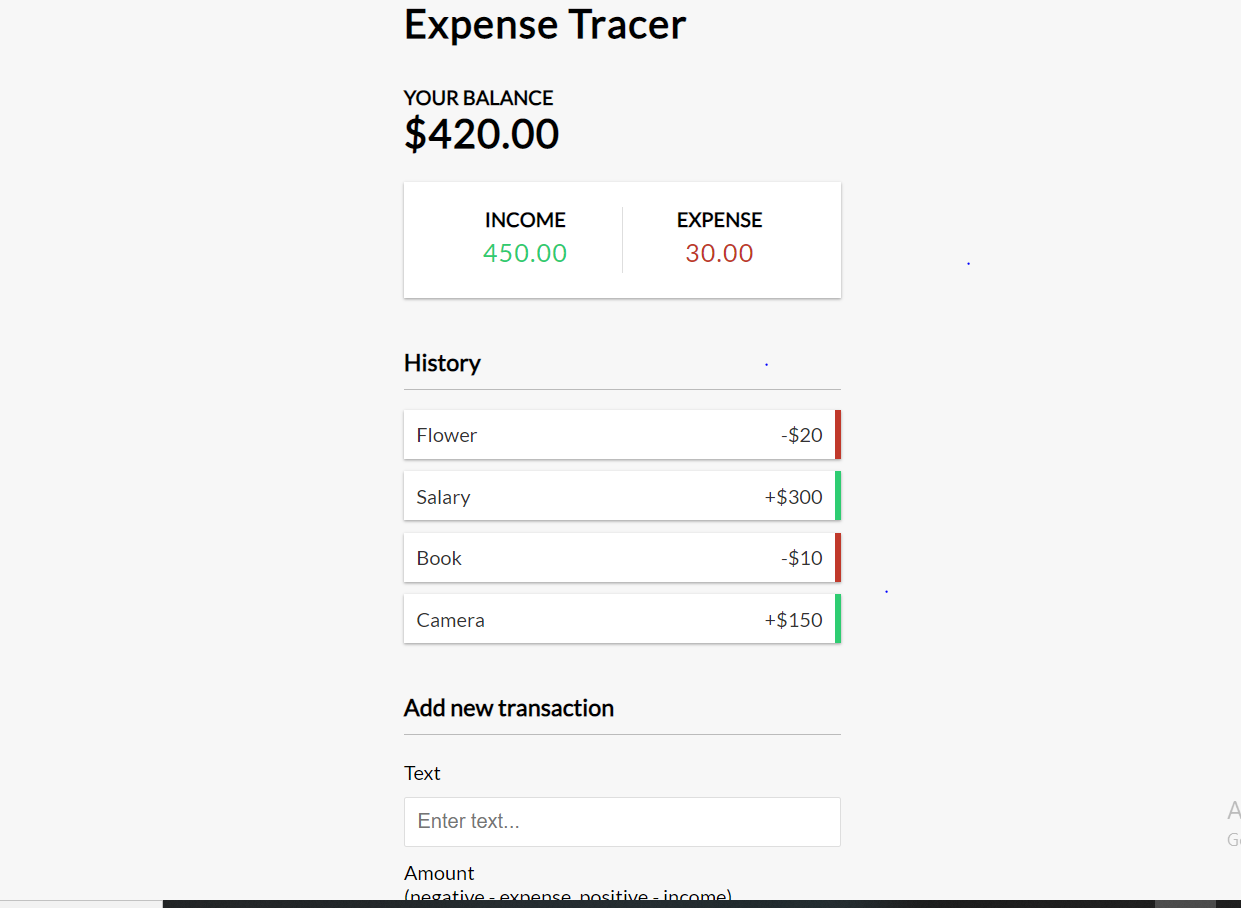 Expense Tracer
YOUR BALANCE
$420.00
INCOME EXPENSE
450.00 30.00
History
Flower -$20
Salary +$300
Book -$10
Camera +$150
Add new transaction
Text
Enter text...
Amount
(negative - expense, positive - income)